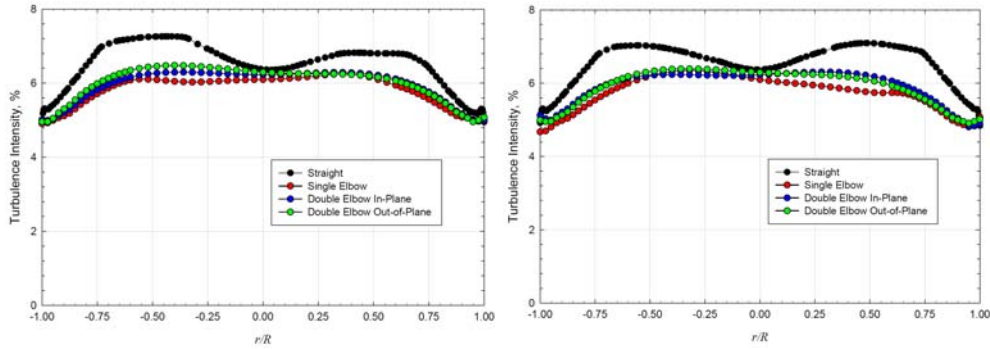 8
6
4
2
0
Turbulence Intensity, %
Straight
Single Elbow
Double Elbow In-Plane
Double Elbow Out-of-Plane
-1.00
-0.75
-0.50
-0.25
0.00
0.25
0.50
0.75
1.00
r/R
8
6
4
2
0
Turbulence Intensity, %
Straight
Single Elbow
Double Elbow In-Plane
Double Elbow Out-of-Plane
-1.00
-0.75
-0.50
-0.25
0.00
0.25
0.50
0.75
1.00
r/R